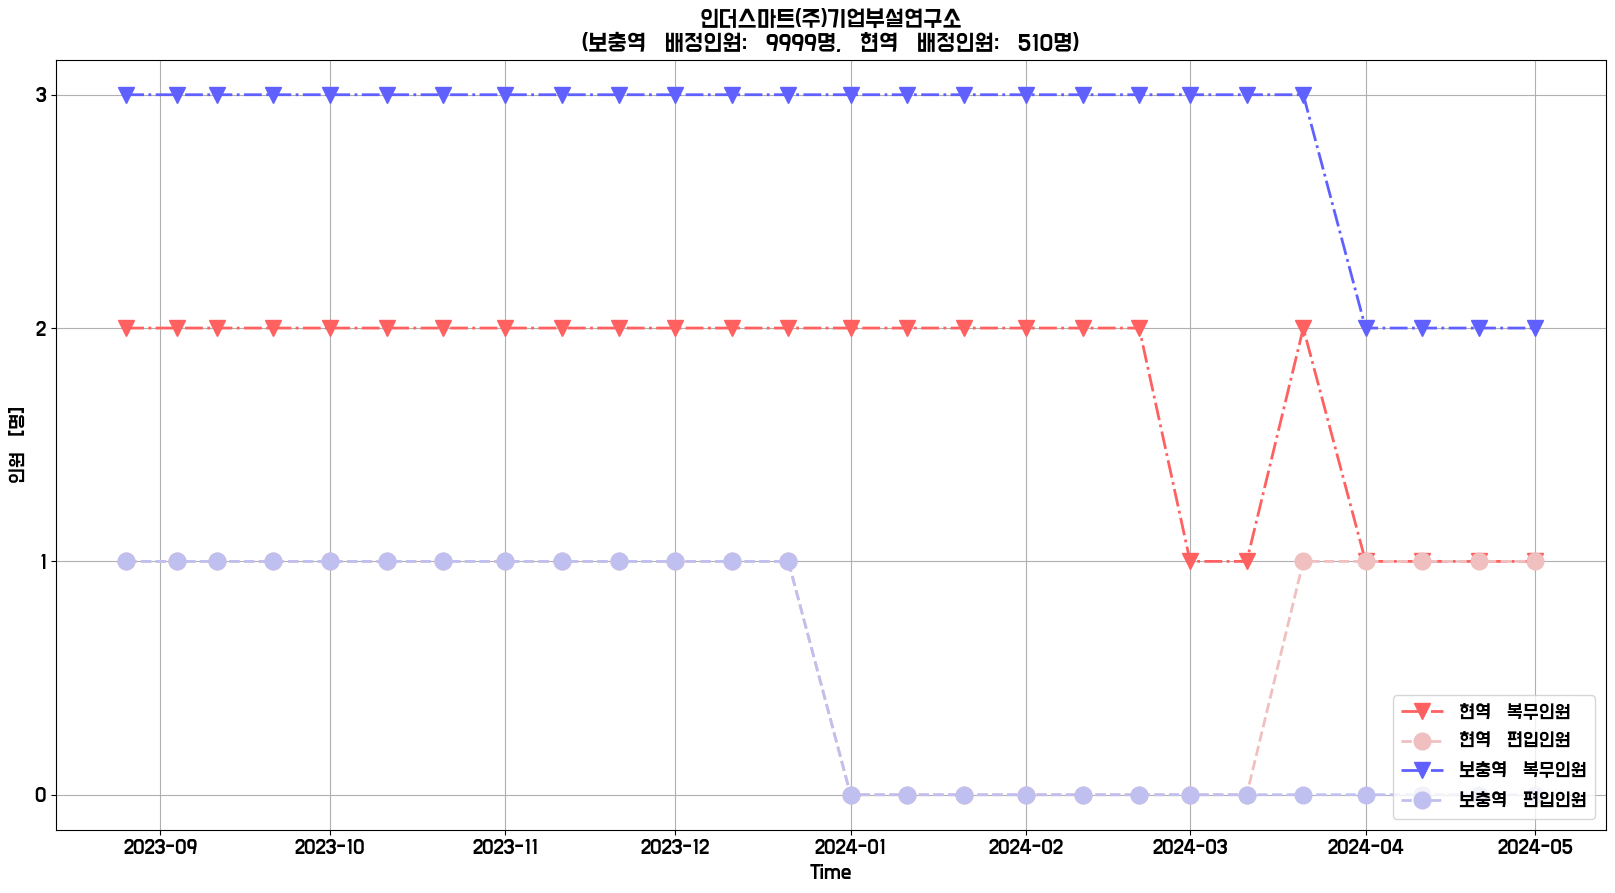 인더스마트(주)기업부설연구소
(보충역 배정인원: 9999명, 현역 배정인원: 510명)
3
2
1
0
인원 [명]
2023-09 2023-10 2023-11 2023-12 2024-01 2024-02 2024-03 2024-04 2024-05
Time
현역 복무인원
현역 편입인원
보충역 복무인원
보충역 편입인원